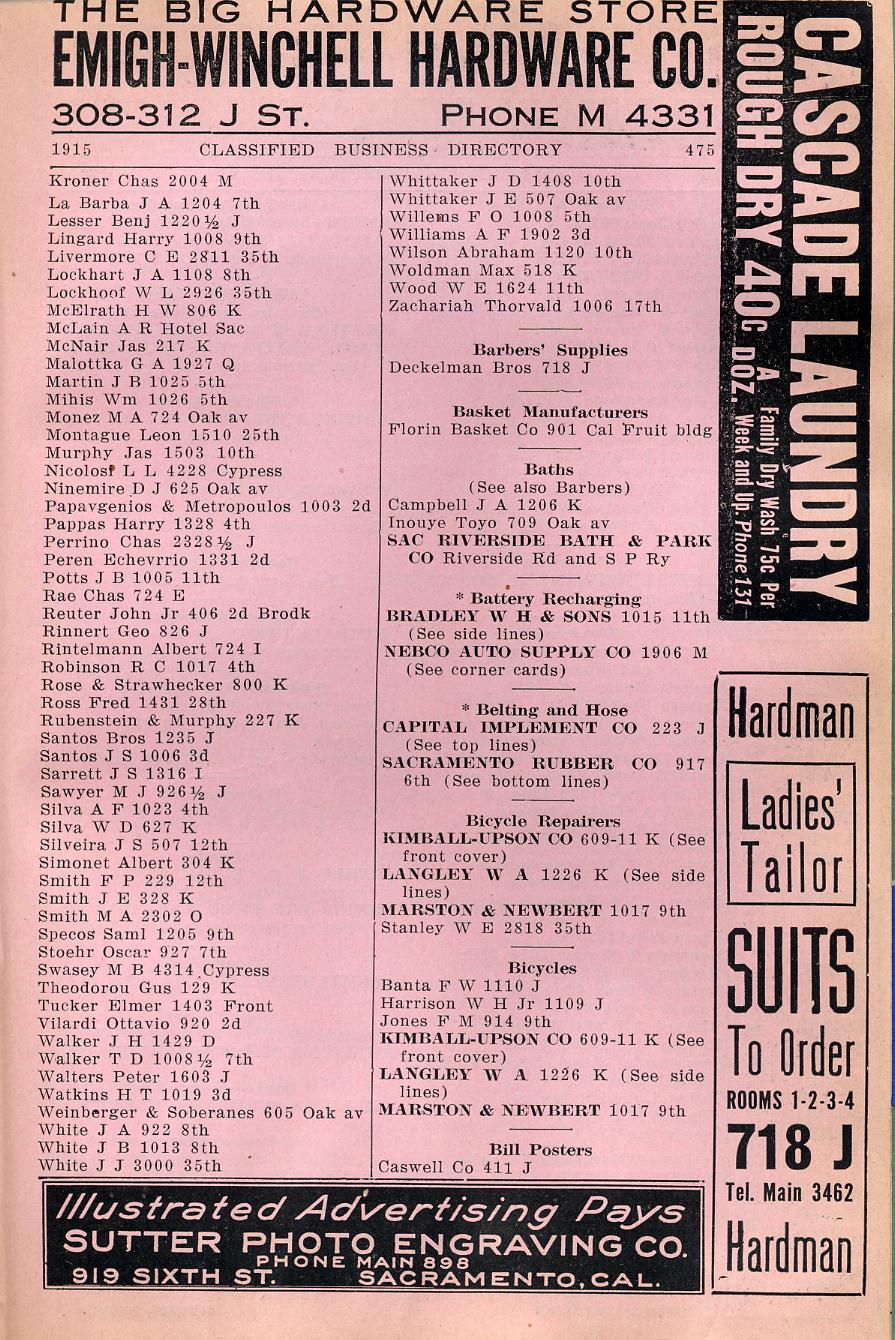 THE BIG HARDWARE STORE
EMIGH-WINCHELL HARDWARE CO.
308-312 J ST. PHONE M 4331
1915 CLASSIFIED BUSINESS DIRECTORY 475
Kroner Chas 2004 M
La Barba J A 1204 7th
Lesser Benj 1220½ J
Lingard Harry 1008 9th
Livermore C E 2811 35th
Lockhart J A 1108 8th
Lockhoof W L 2926 35th
McElrath H W 806 K
McLain A R Hotel Sac
McNair Jas 217 K
Malottka G A 1927 Q
Martin J B 1025 5th
Mihis Wm 1026 5th
Monez M A 724 Oak av
Montague Leon 1510 25th
Murphy Jas 1503 10th
Nicolosi L L 4228 Cypress
Ninemire D J 625 Oak av
Papavgenios & Metropoulos 1003 2d
Pappas Harry 1328 4th
Perrino Chas 2328½ J
Peren Echevrrio 1331 2d
Potts J B 1005 11th
Rae Chas 724 E
Reuter John Jr 406 2d Brodk
Rinnert Geo 826 J
Rintelmann Albert 724 I
Robinson R C 1017 4th
Rose & Strawhecker 800 K
Ross Fred 1431 28th
Rubenstein & Murphy 227 K
Santos Bros 1235 J
Santos J S 1006 3d
Sarrett J S 1316 I
Sawyer M J 926½ J
Silva A F 1023 4th
Silva W D 627 K
Silveira J S 507 12th
Simonet Albert 304 K
Smith F P 229 12th
Smith J E 328 K
Smith M A 2302 O
Specos Saml 1205 9th
Stoehr Oscar 927 7th
Swasey M B 4314 Cypress
Theodorou Gus 129 K
Tucker Elmer 1403 Front
Vilardi Ottavio 920 2d
Walker J H 1429 D
Walker T D 1008½ 7th
Walters Peter 1603 J
Watkins H T 1019 3d
Weinberger & Soberanes 605 Oak av
White J A 922 8th
White J B 1013 8th
White J J 3000 35th
Whittaker J D 1408 10th
Whittaker J E 507 Oak av
Willems F O 1008 5th
Williams A F 1902 3d
Wilson Abraham 1120 10th
Woldman Max 518 K
Wood W E 1624 11th
Zachariah Thorvald 1006 17th
Barbers' Supplies
Deckelman Bros 718 J
Basket Manufacturers
Florin Basket Co 901 Cal Fruit bldg
Baths
(See also Barbers)
Campbell J A 1206 K
Inouye Toyo 709 Oak av
SAC RIVERSIDE BATH & PARK
CO Riverside Rd and S P Ry
* Battery Recharging
BRADLEY W H & SONS 1015 11th
(See side lines)
NEBCO AUTO SUPPLY CO 1906 M
(See corner cards)
* Belting and Hose
CAPITAL IMPLEMENT CO 223 J
(See top lines)
SACRAMENTO RUBBER CO 917
6th (See bottom lines)
Bicycle Repairers
KIMBALL-UPSON CO 609-11 K (See
front cover)
LANGLEY W A 1226 K (See side
lines)
MARSTON & NEWBERT 1017 9th
Stanley W E 2818 35th
Bicycles
Banta F W 1110 J
Harrison W H Jr 1109 J
Jones F M 914 9th
KIMBALL-UPSON CO 609-11 K (See
front cover)
LANGLEY W A 1226 K (See side
lines)
MARSTON & NEWBERT 1017 9th
Bill Posters
Caswell Co 411 J
CASCADE LAUNDRY
ROUGH DRY 40c A DOZ.
Family Dry Wash 75c Per
Week and Up. Phone 131
Hardman
Ladies'
Tailor
SUITS
To Order
ROOMS 1-2-3-4
718 J
Tel. Main 3462
Hardman
Illustrated Advertising Pays
SUTTER PHOTO ENGRAVING CO.
PHONE MAIN 898
919 SIXTH ST. SACRAMENTO, CAL.